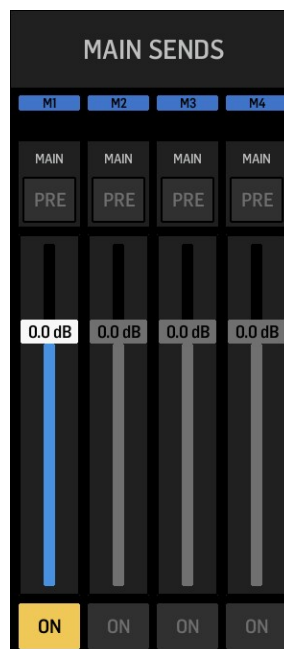 MAIN SENDS
M1 M2 M3 M4
MAIN MAIN MAIN MAIN
PRE PRE PRE PRE
0.0 dB 0.0 dB 0.0 dB 0.0 dB
ON ON ON ON